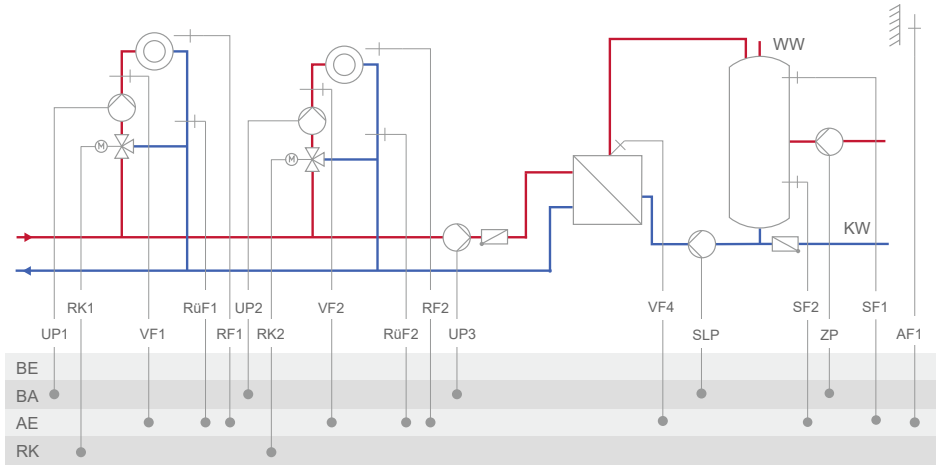 WW
M
M
KW
RK1
RüF1
UP2
VF2
RF2
VF4
SF2
SF1
UP1
VF1
RF1
RK2
RüF2
UP3
SLP
ZP
AF1
BE
BA
AE
RK